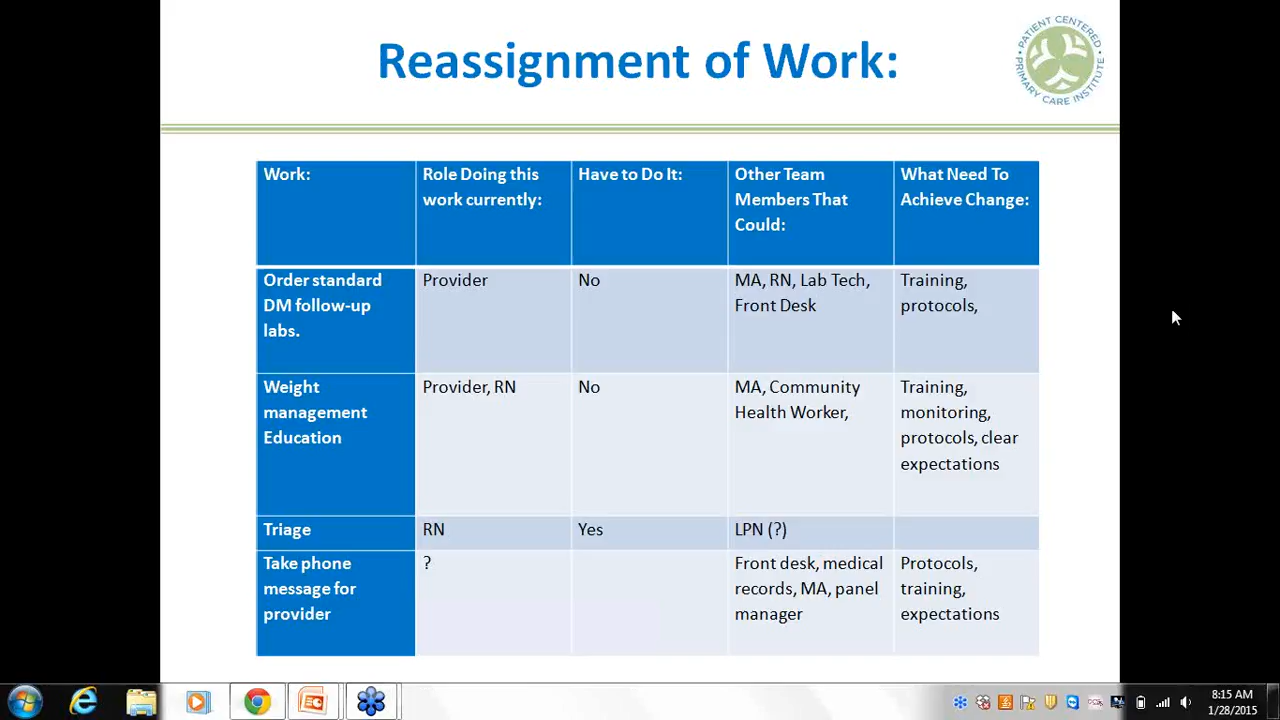 Reassignment of Work:
PATIENT CENTERED
PRIMARY CARE INSTITUTE
Work:
Role Doing this
work currently:
Have to Do It:
Other Team
Members That
Could:
What Need To
Achieve Change:
Order standard
DM follow-up
labs.
Provider
No
MA, RN, Lab Tech,
Front Desk
Training,
protocols,
Weight
management
Education
Provider, RN
No
MA, Community
Health Worker,
Training,
monitoring,
protocols, clear
expectations
Triage
RN
Yes
LPN (?)
Take phone
message for
provider
?
Front desk, medical
records, MA, panel
manager
Protocols,
training,
expectations
8:15 AM
1/28/2015